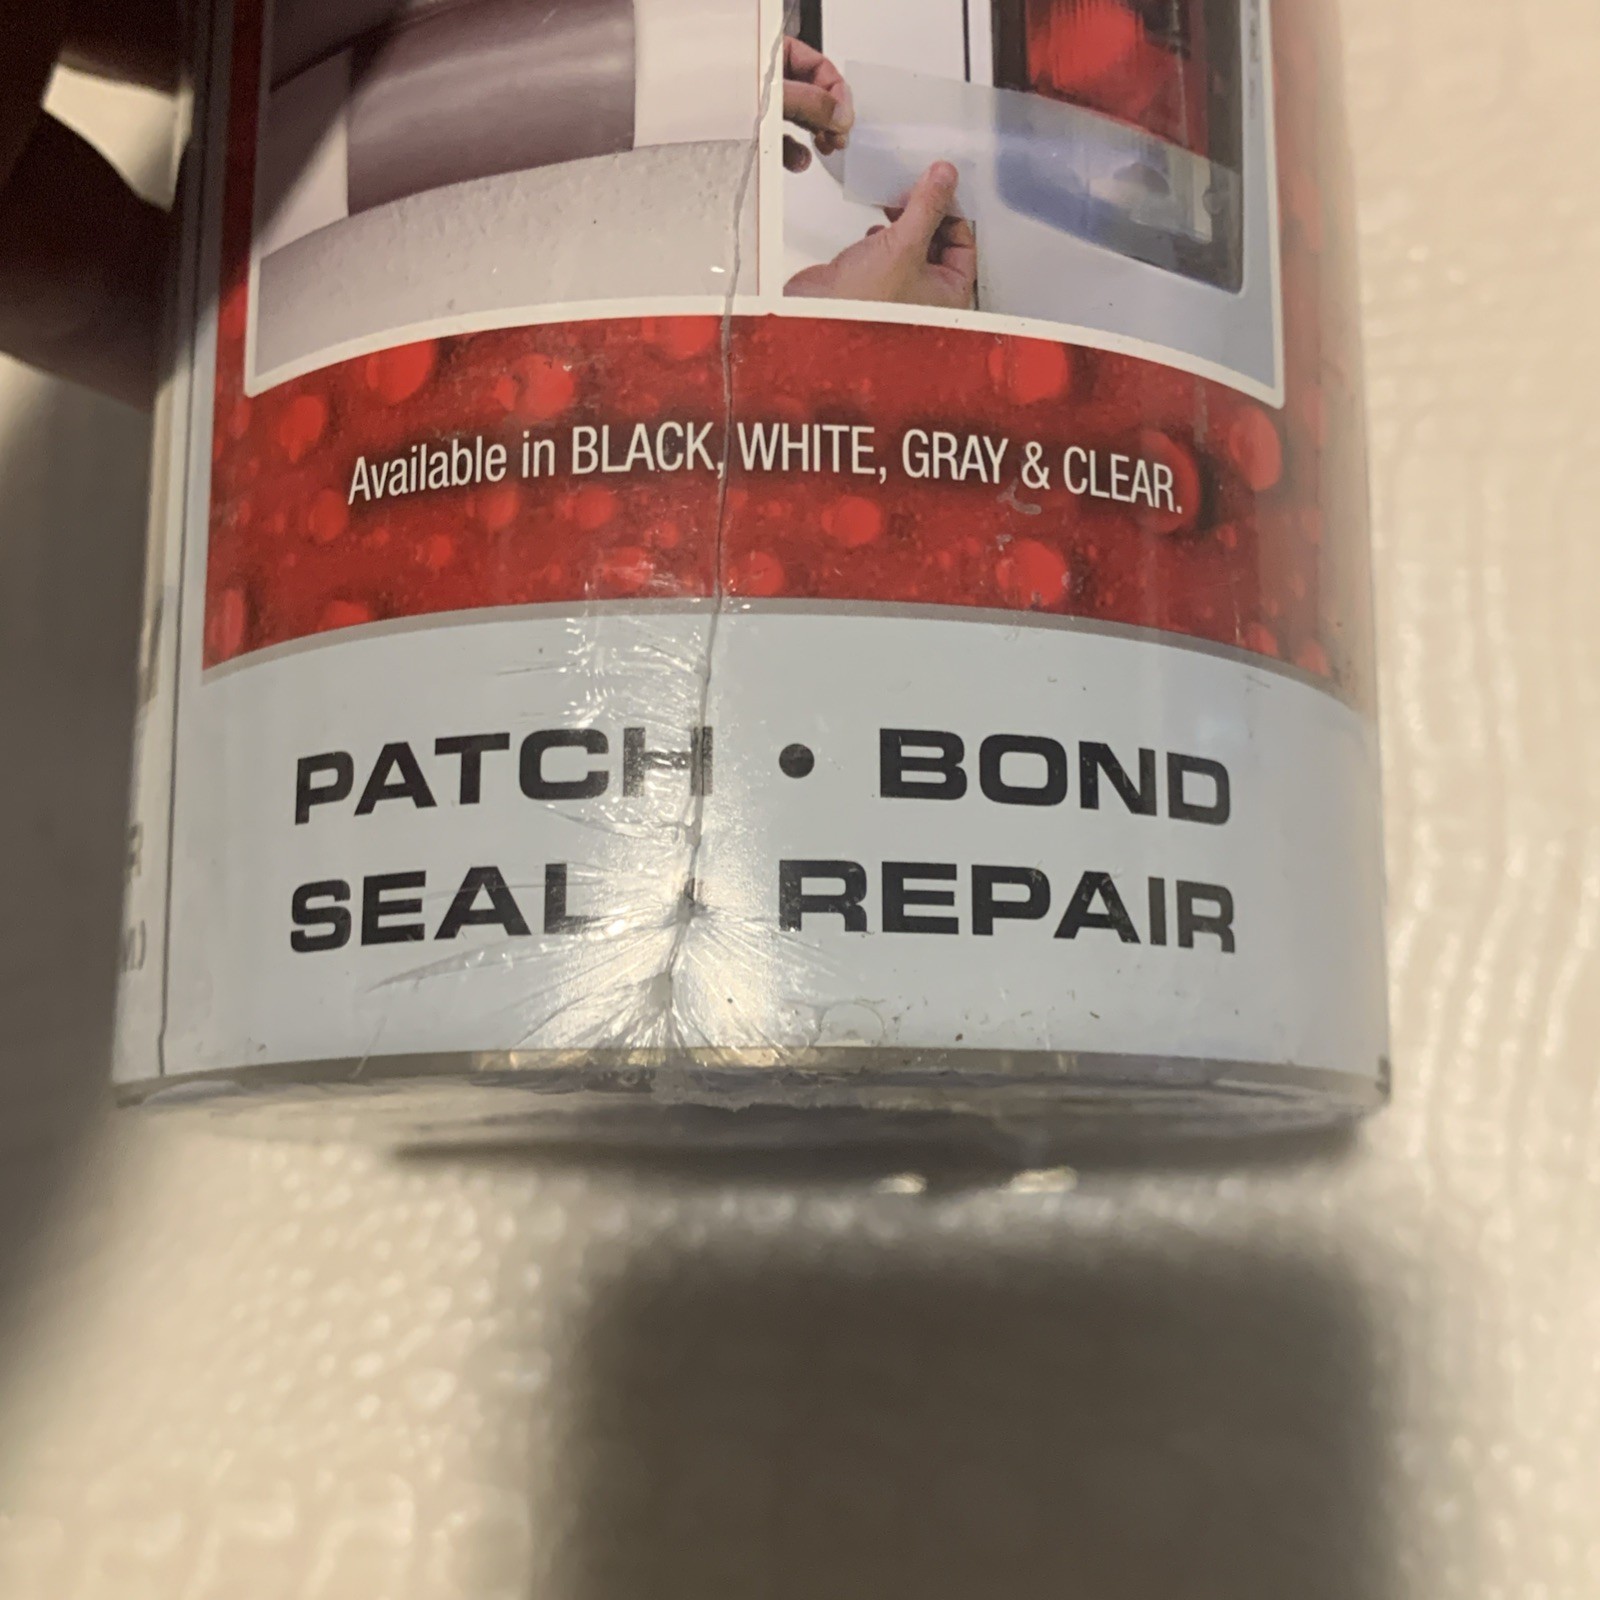 Available in BLACK, WHITE, GRAY & CLEAR.
PATCH • BOND
SEAL • REPAIR